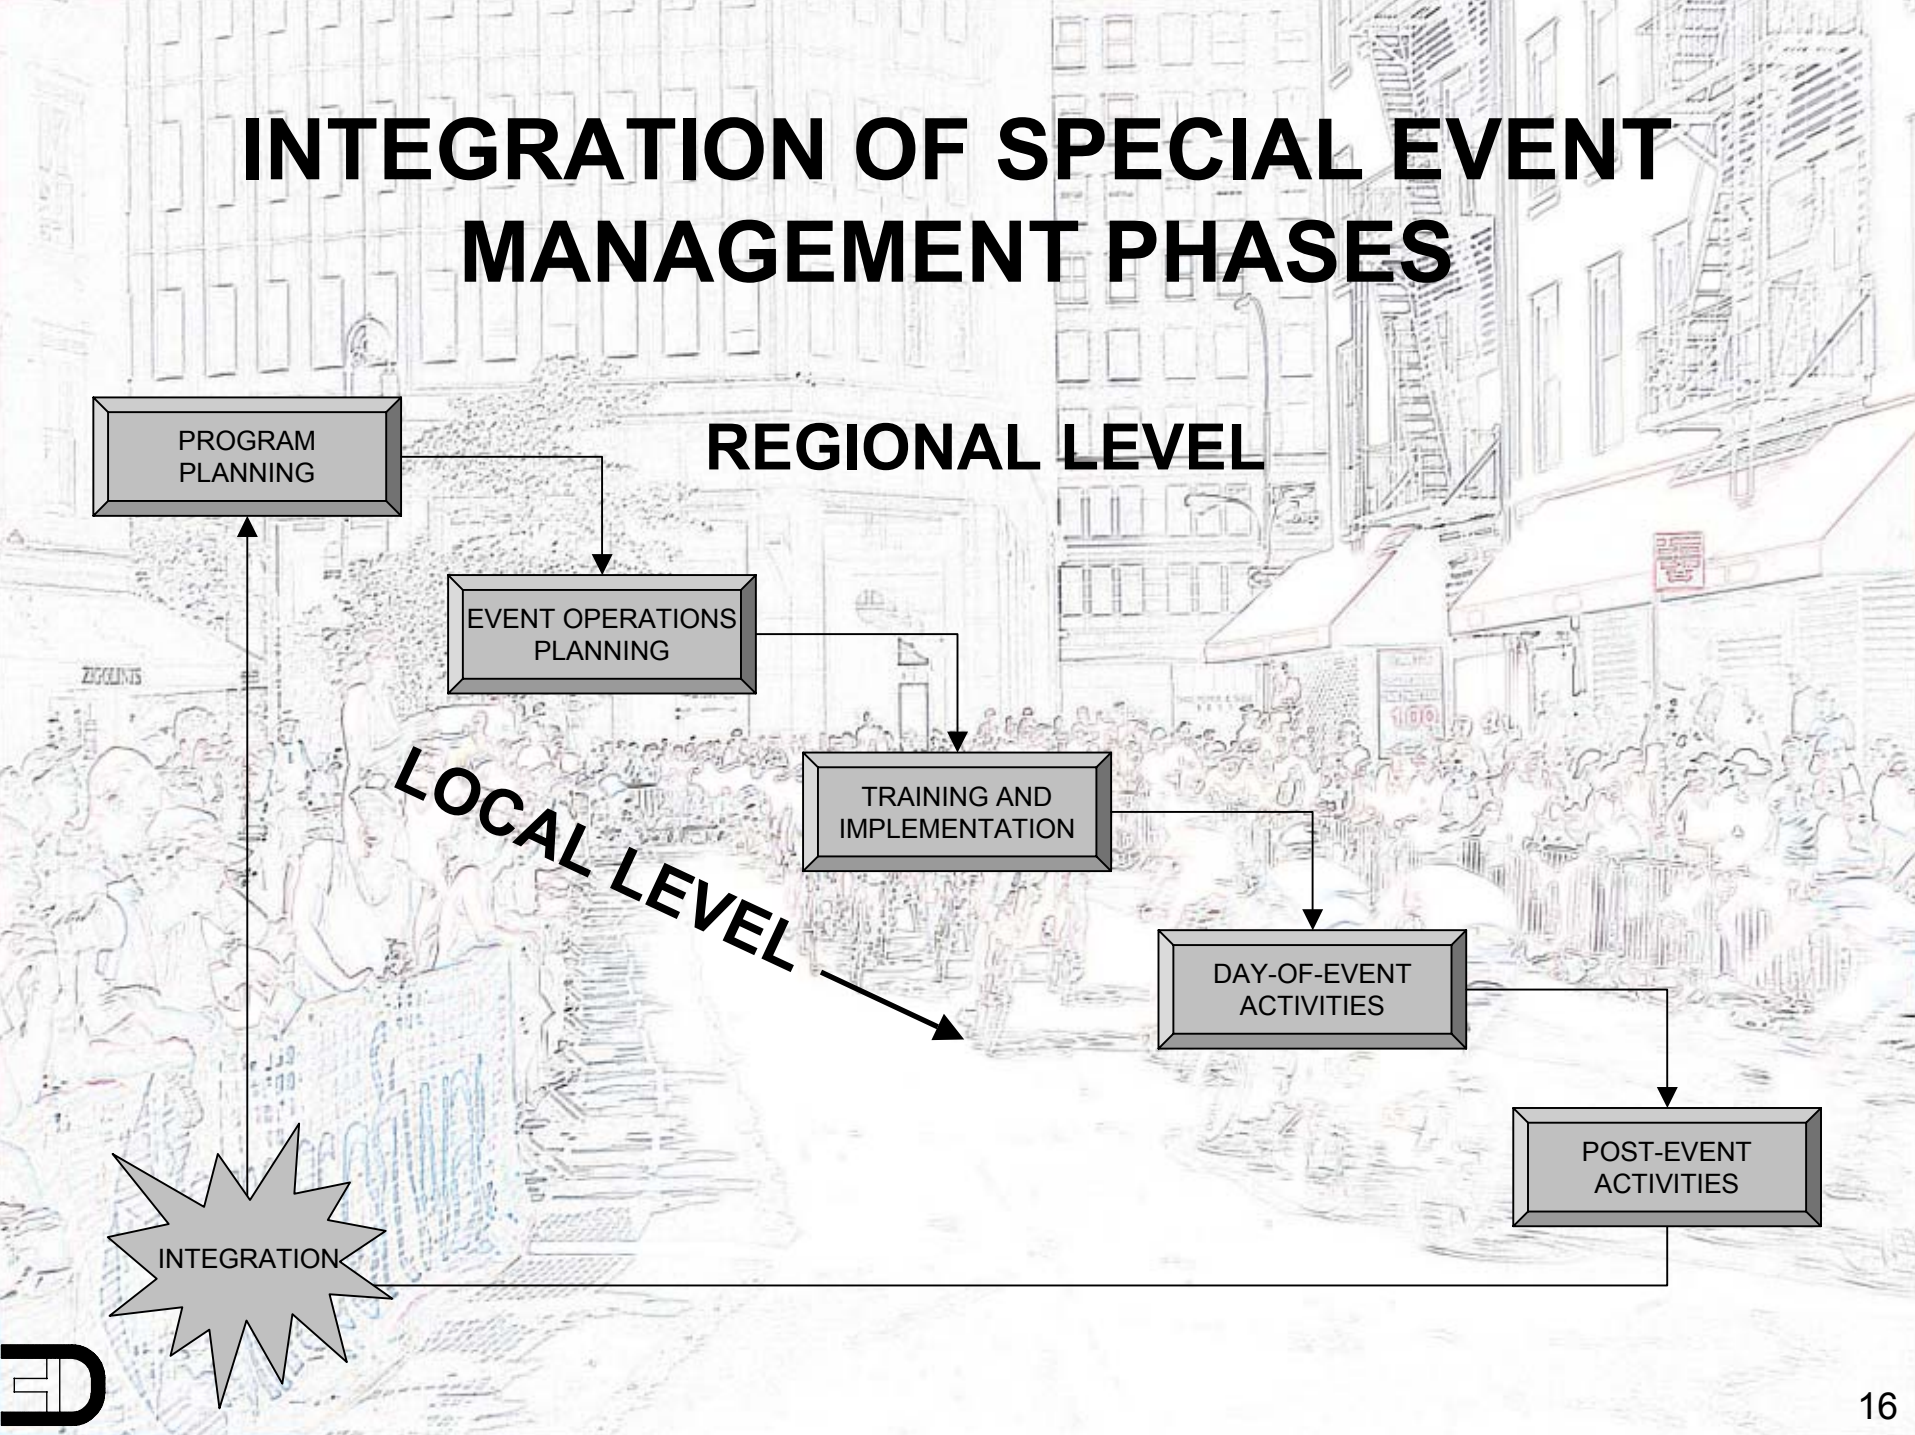 INTEGRATION OF SPECIAL EVENT
MANAGEMENT PHASES
PROGRAM
PLANNING
REGIONAL LEVEL
EVENT OPERATIONS
PLANNING
ZIGOLINI'S
LOCAL LEVEL
TRAINING AND
IMPLEMENTATION
DAY-OF-EVENT
ACTIVITIES
POST-EVENT
ACTIVITIES
INTEGRATION
16